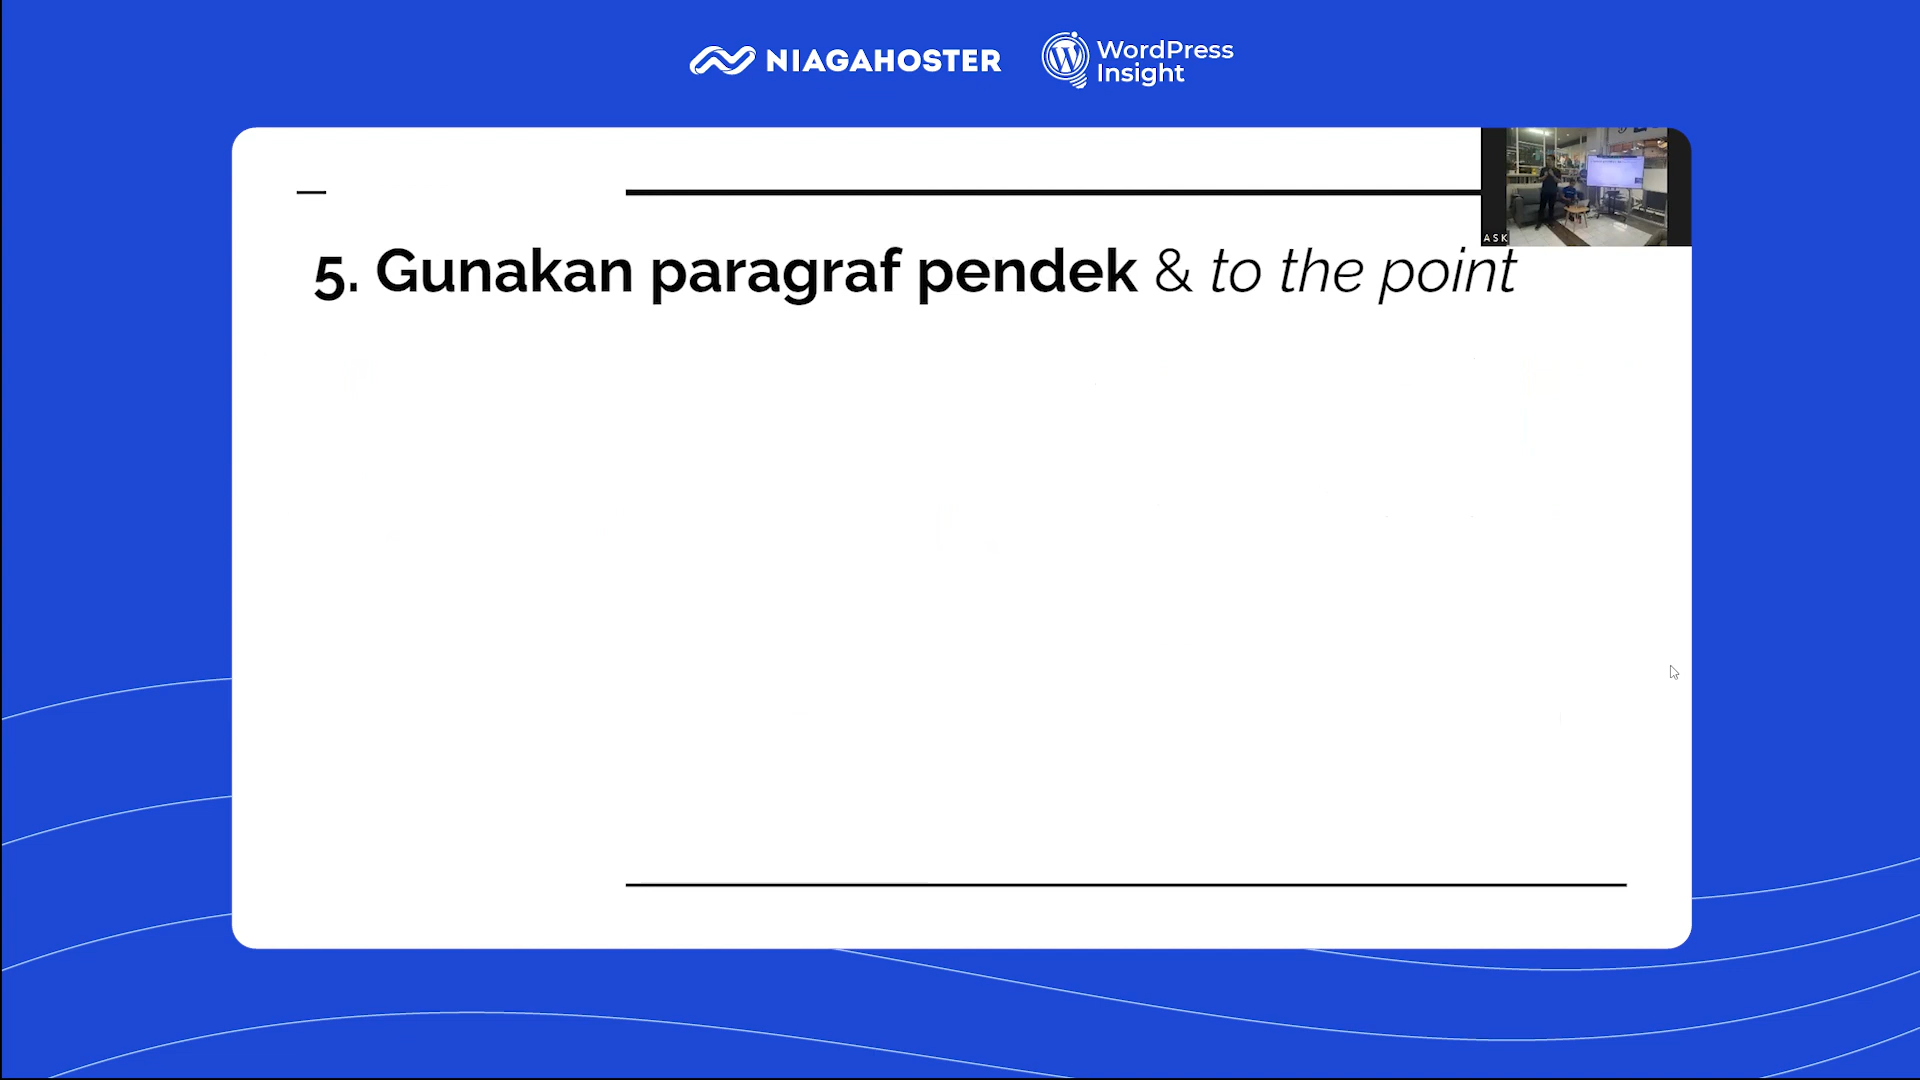 NIAGAHOSTER
WordPress
Insight
ASK
5. Gunakan paragraf pendek & to the point